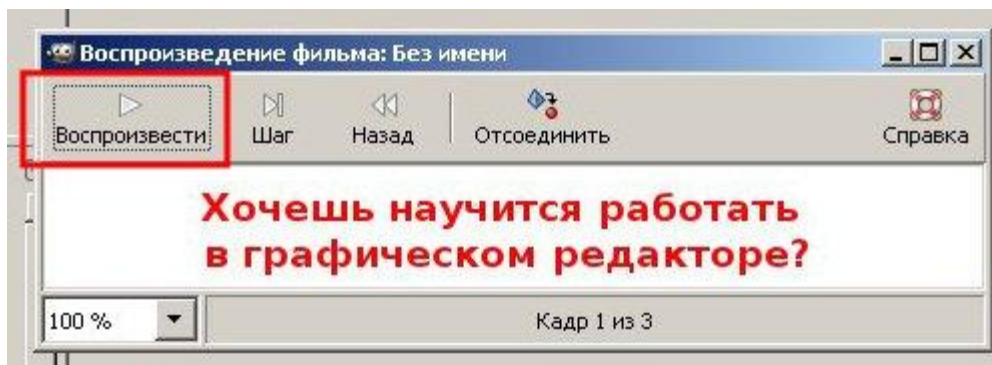 Воспроизведение фильма: Без имени
Воспроизвести Шаг Назад Отсоединить Справка
Хочешь научится работать
в графическом редакторе?
100 % Кадр 1 из 3